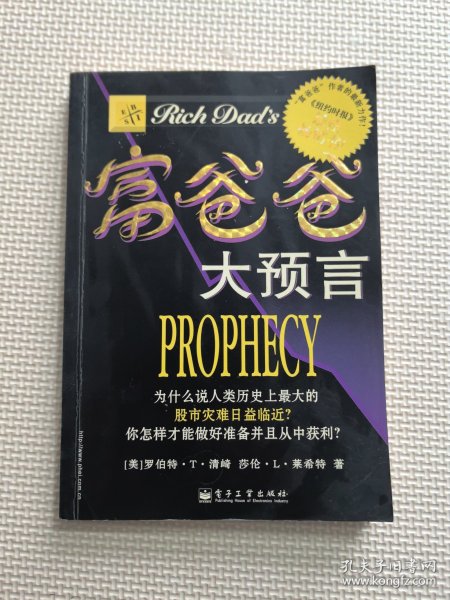 E B
S I
Rich Dad's
“富爸爸”作者的最新力作!
《纽约时报》
富爸爸
大预言
PROPHECY
为什么说人类历史上最大的
股市灾难日益临近?
你怎样才能做好准备并且从中获利?
[美]罗伯特·T·清崎 莎伦·L·莱希特 著
电子工业出版社
Publishing House of Electronics Industry
http://www.phei.com.cn
孔夫子旧书网
www.kongfz.com